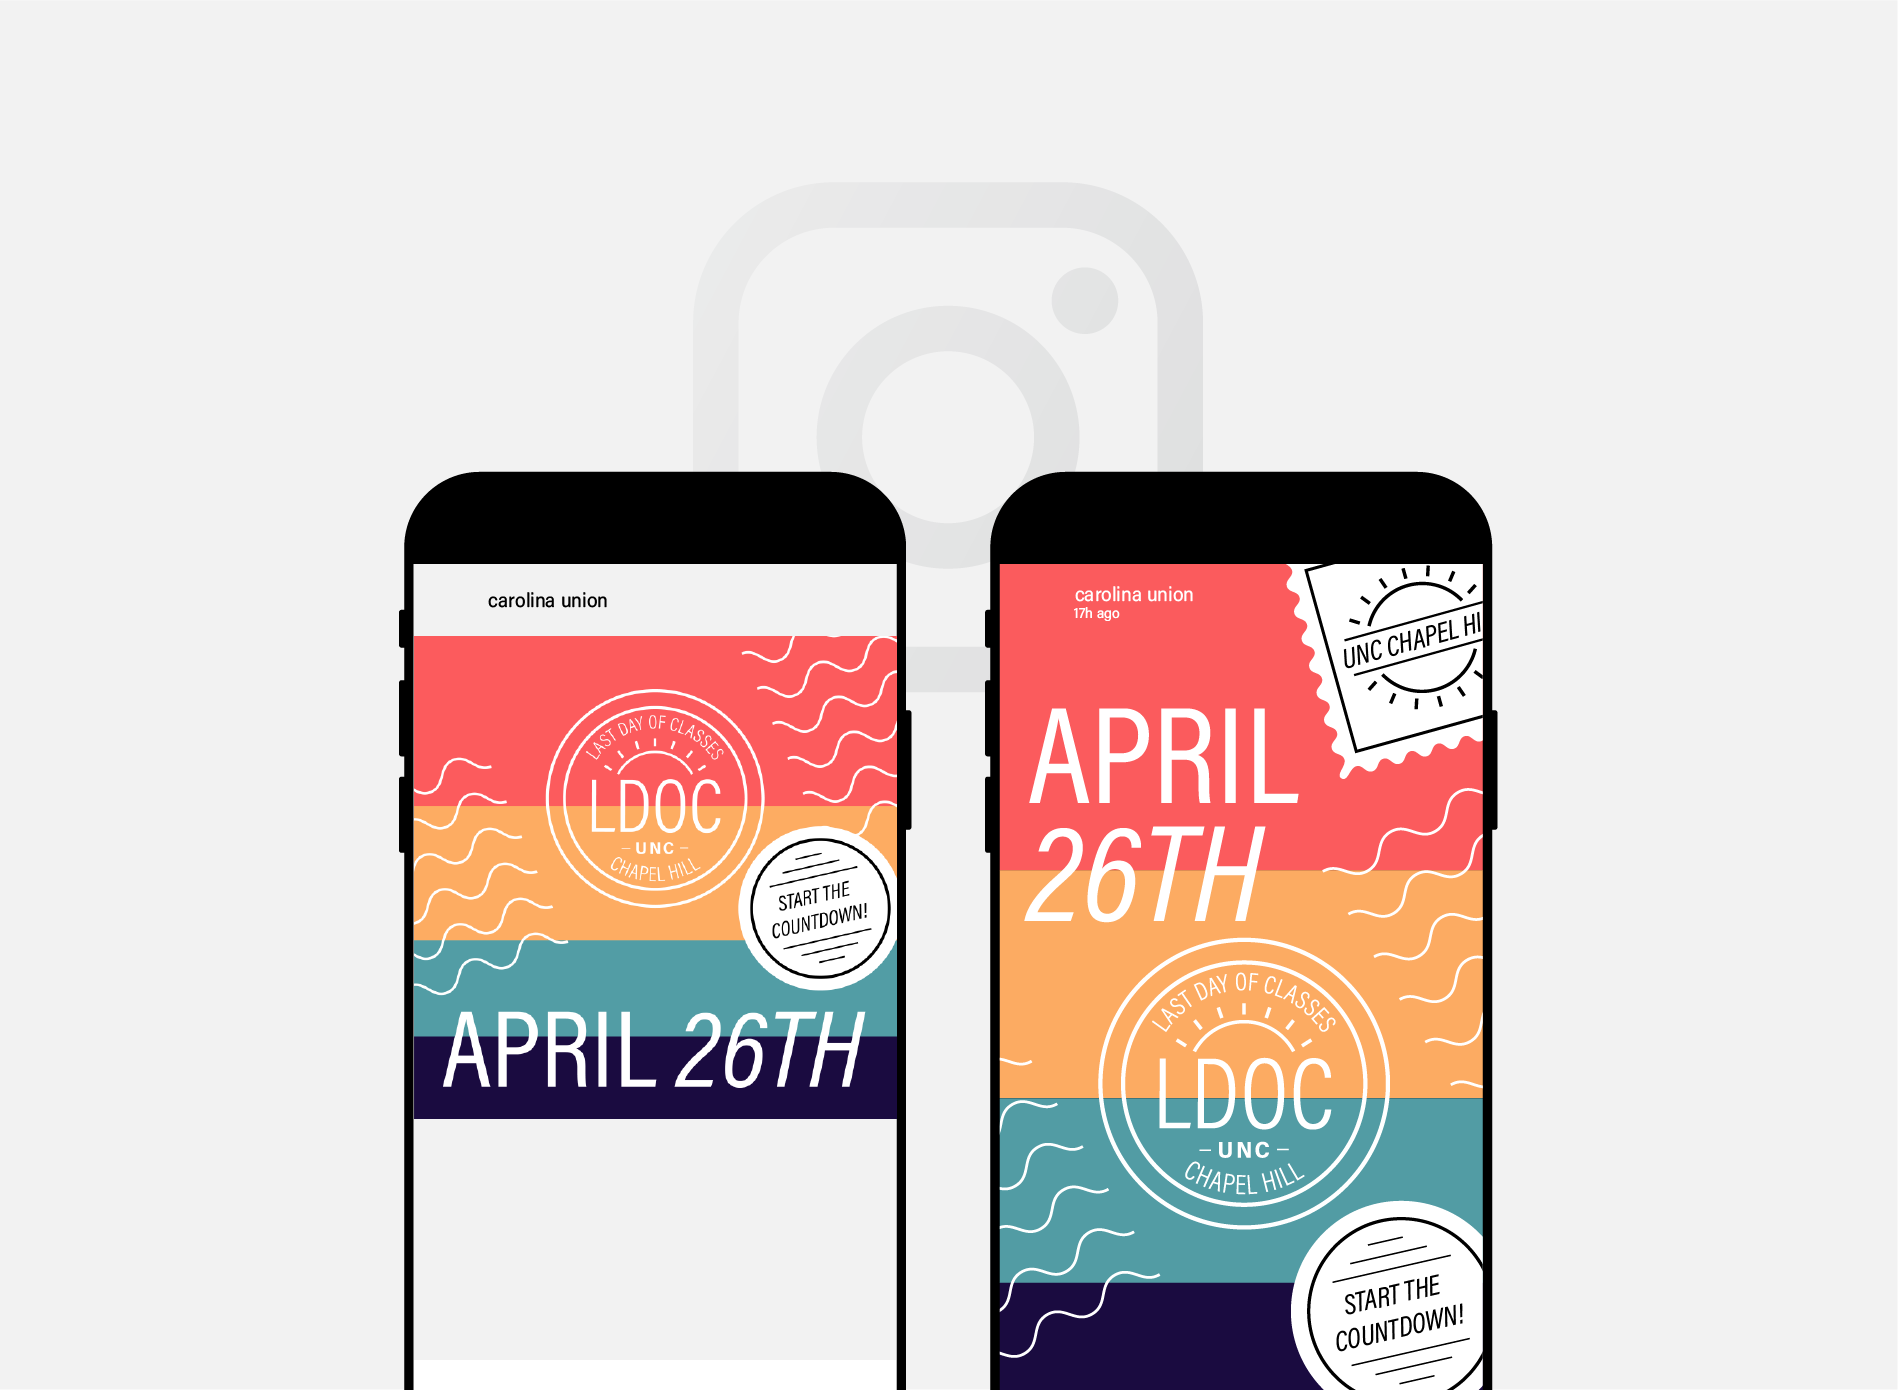 carolina union
LAST DAY OF CLASSES
LDOC
– UNC –
CHAPEL HILL
START THE
COUNTDOWN!
APRIL 26TH
carolina union
17h ago
UNC CHAPEL HI
APRIL
26TH
LAST DAY OF CLASSES
LDOC
– UNC –
CHAPEL HILL
START THE
COUNTDOWN!